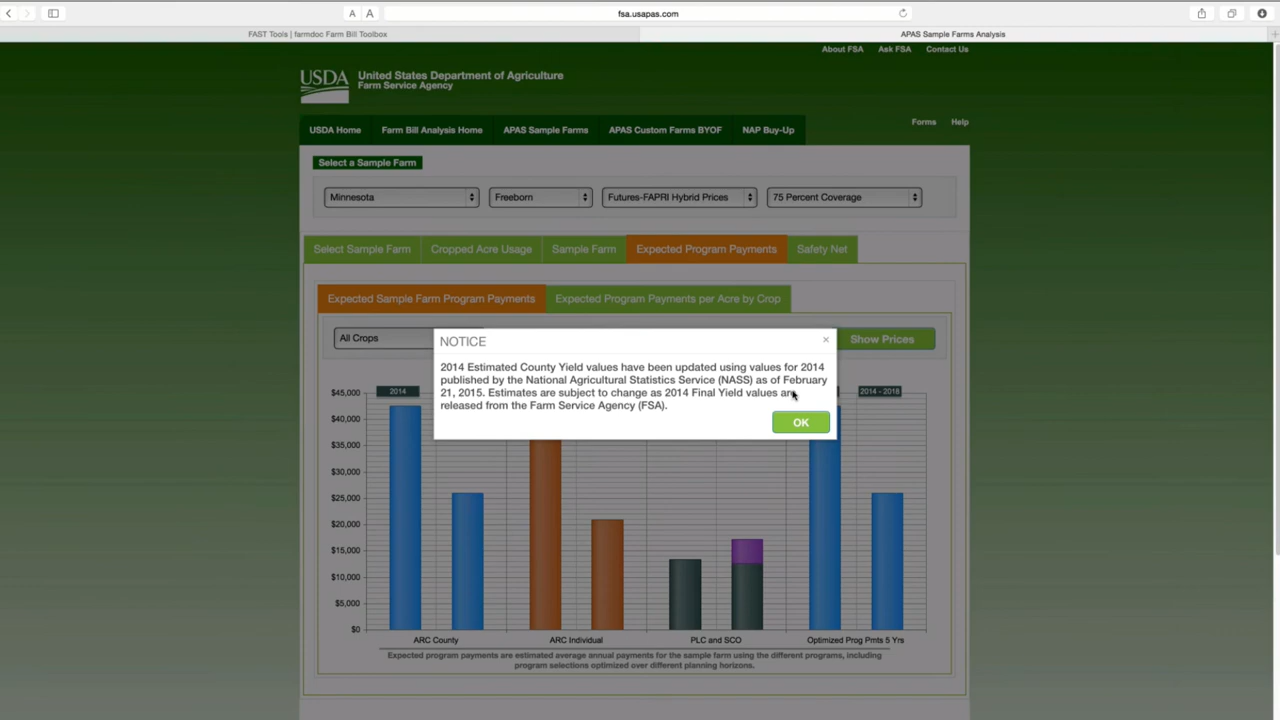 A A
fsa.usapas.com
FAST Tools | farmdoc Farm Bill Toolbox
APAS Sample Farms Analysis
About FSA Ask FSA Contact Us
USDA
United States Department of Agriculture
Farm Service Agency
Forms Help
USDA Home Farm Bill Analysis Home APAS Sample Farms APAS Custom Farms BYOF NAP Buy-Up
Select a Sample Farm
Minnesota Freeborn Futures-FAPRI Hybrid Prices 75 Percent Coverage
Select Sample Farm Cropped Acre Usage Sample Farm Expected Program Payments Safety Net
Expected Sample Farm Program Payments Expected Program Payments per Acre by Crop
All Crops
Show Prices
NOTICE ×
2014 Estimated County Yield values have been updated using values for 2014
published by the National Agricultural Statistics Service (NASS) as of February
21, 2015. Estimates are subject to change as 2014 Final Yield values are
released from the Farm Service Agency (FSA).
OK
2014
2014 - 2018
$45,000
$40,000
$35,000
$30,000
$25,000
$20,000
$15,000
$10,000
$5,000
$0
ARC County ARC Individual PLC and SCO Optimized Prog Pmts 5 Yrs
Expected program payments are estimated average annual payments for the sample farm using the different programs, including
program selections optimized over different planning horizons.